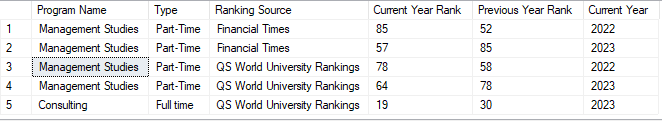 Program Name Type Ranking Source Current Year Rank Previous Year Rank Current Year
1 Management Studies Part-Time Financial Times 85 52 2022
2 Management Studies Part-Time Financial Times 57 85 2023
3 Management Studies Part-Time QS World University Rankings 78 58 2022
4 Management Studies Part-Time QS World University Rankings 64 78 2023
5 Consulting Full time QS World University Rankings 19 30 2023